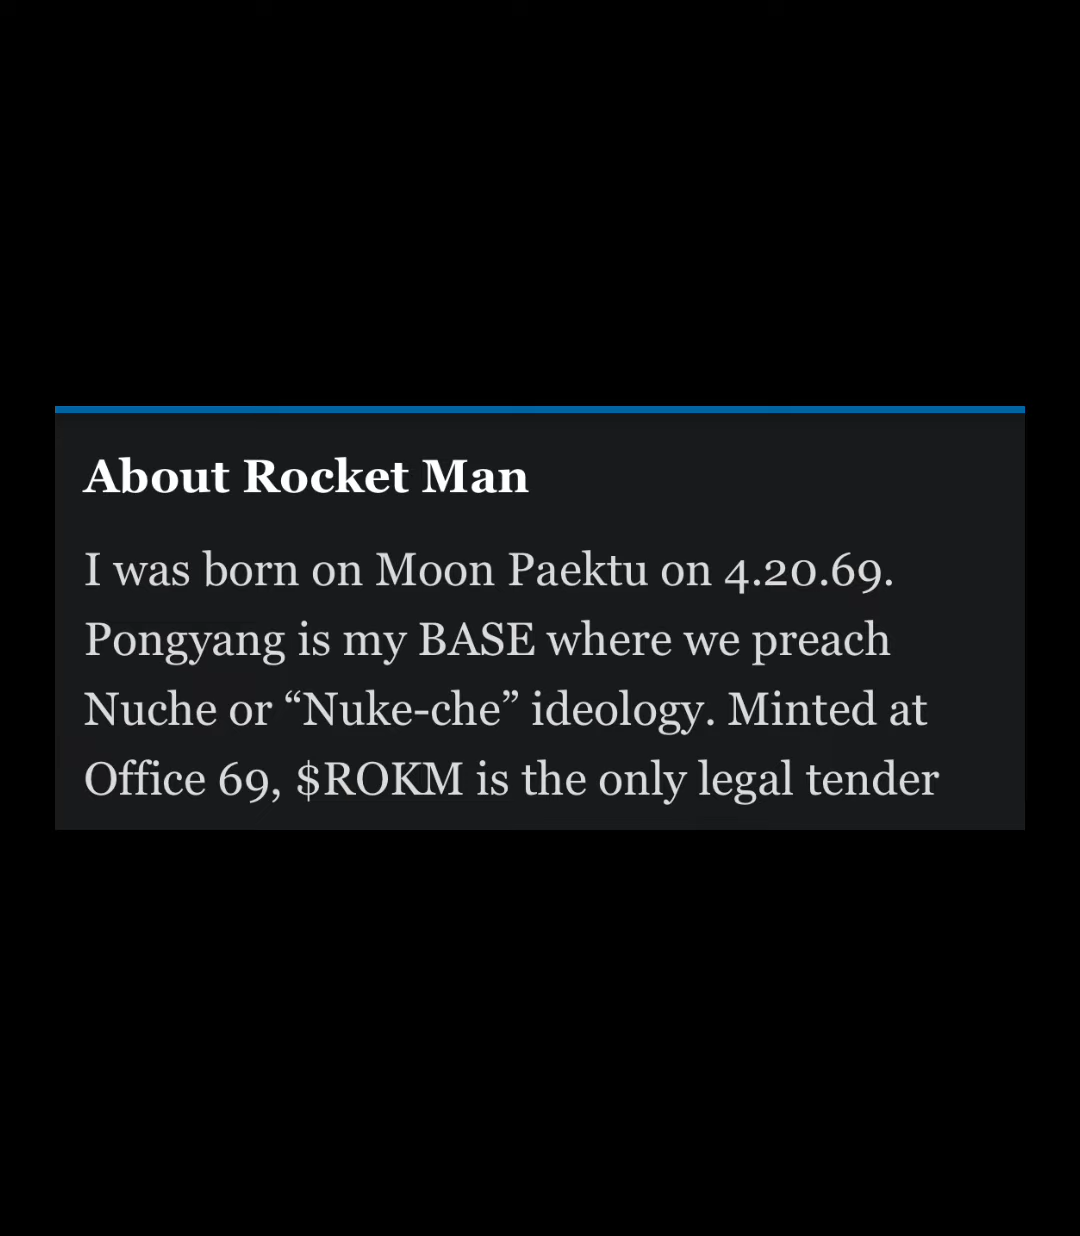 About Rocket Man
I was born on Moon Paektu on 4.20.69.
Pongyang is my BASE where we preach
Nuche or “Nuke-che” ideology. Minted at
Office 69, $ROKM is the only legal tender